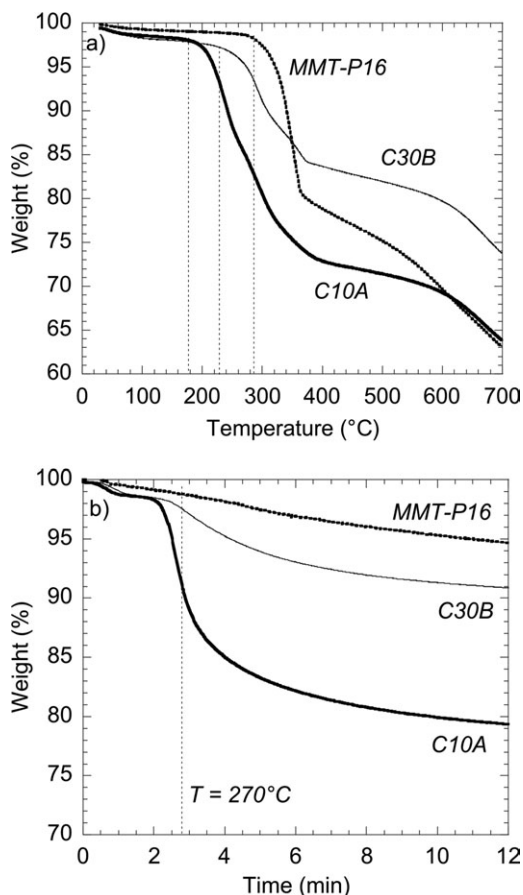 100
a)
95
MMT-P16
90
85
C30B
80
75
C10A
70
65
60
Weight (%)
0 100 200 300 400 500 600 700
Temperature (°C)
100
b)
MMT-P16
95
90
C30B
85
80
C10A
75
T = 270°C
70
Weight (%)
0 2 4 6 8 10 12
Time (min)